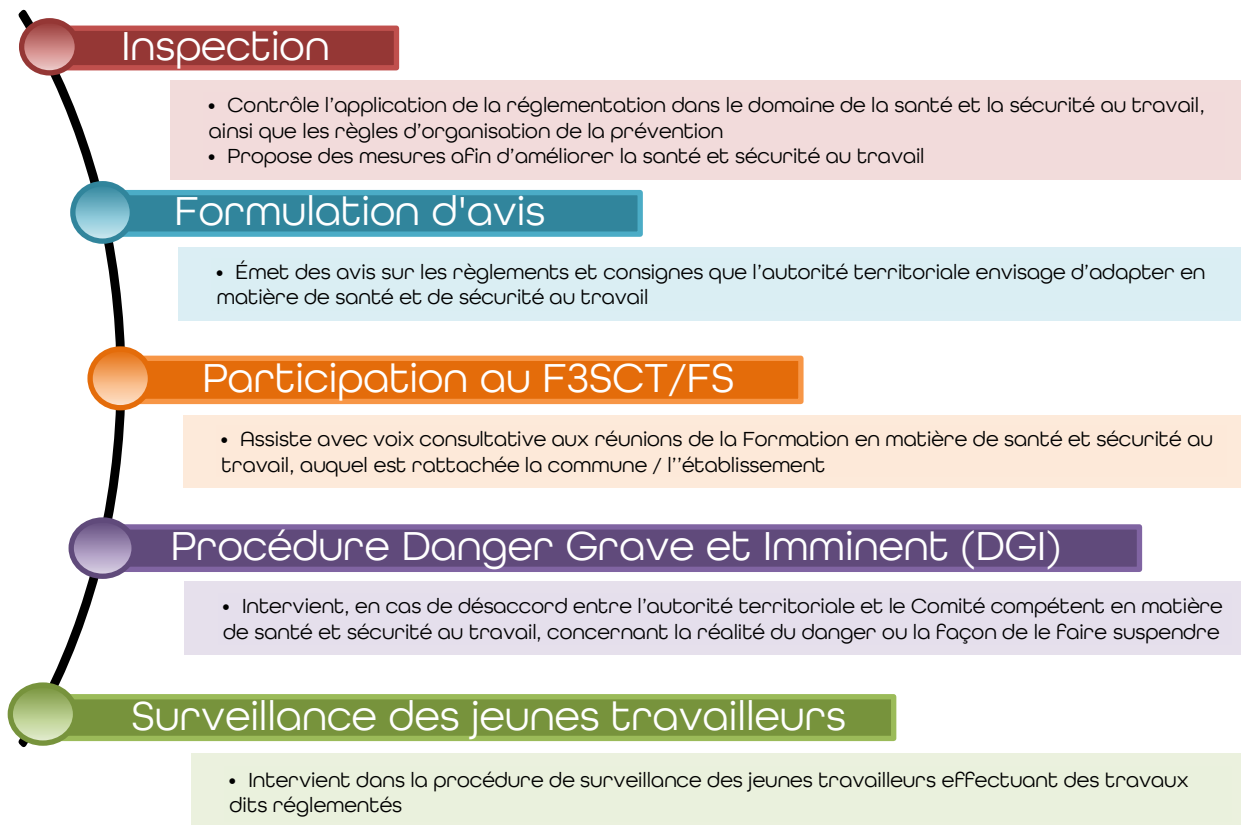 Inspection
• Contrôle l'application de la réglementation dans le domaine de la santé et la sécurité au travail,
ainsi que les règles d'organisation de la prévention
• Propose des mesures afin d'améliorer la santé et sécurité au travail
Formulation d'avis
• Émet des avis sur les règlements et consignes que l'autorité territoriale envisage d'adapter en
matière de santé et de sécurité au travail
Participation au F3SCT/FS
• Assiste avec voix consultative aux réunions de la Formation en matière de santé et sécurité au
travail, auquel est rattachée la commune / l''établissement
Procédure Danger Grave et Imminent (DGI)
• Intervient, en cas de désaccord entre l'autorité territoriale et le Comité compétent en matière
de santé et sécurité au travail, concernant la réalité du danger ou la façon de le faire suspendre
Surveillance des jeunes travailleurs
• Intervient dans la procédure de surveillance des jeunes travailleurs effectuant des travaux
dits réglementés